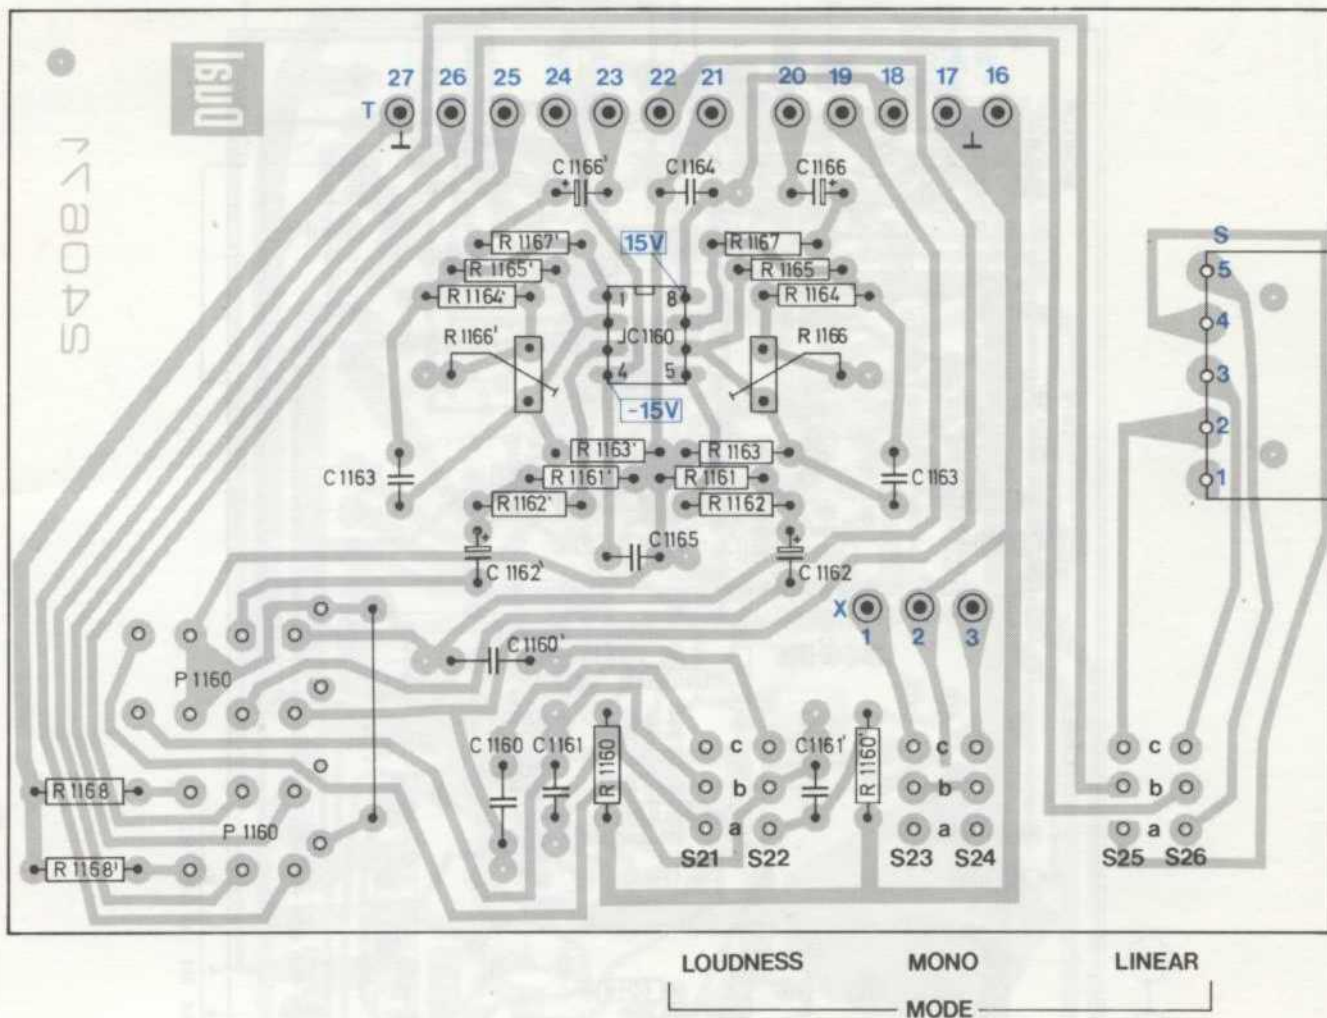 27 26 25 24 23 22 21 20 19 18 17 16
T
Dual
C 1166' C 1164 C 1166
R 1167' 15V R 1167
S
R 1165' R 1165
5
R 1164' 1 8 R 1164
4
R 1166' JC1160 R 1166
4 5
3
-15V
2
R 1163' R 1163
C 1163 R 1161' R 1161 C 1163
1
R 1162' R 1162
C 1165
C 1162' C 1162
X
1 2 3
C 1160'
P 1160
C 1160 C 1161 R 1160 c C 1161' R 1160' c c
R 1168 b b b
P 1160
a a a
R 1168' S21 S22 S23 S24 S25 S26
LOUDNESS MONO LINEAR
MODE